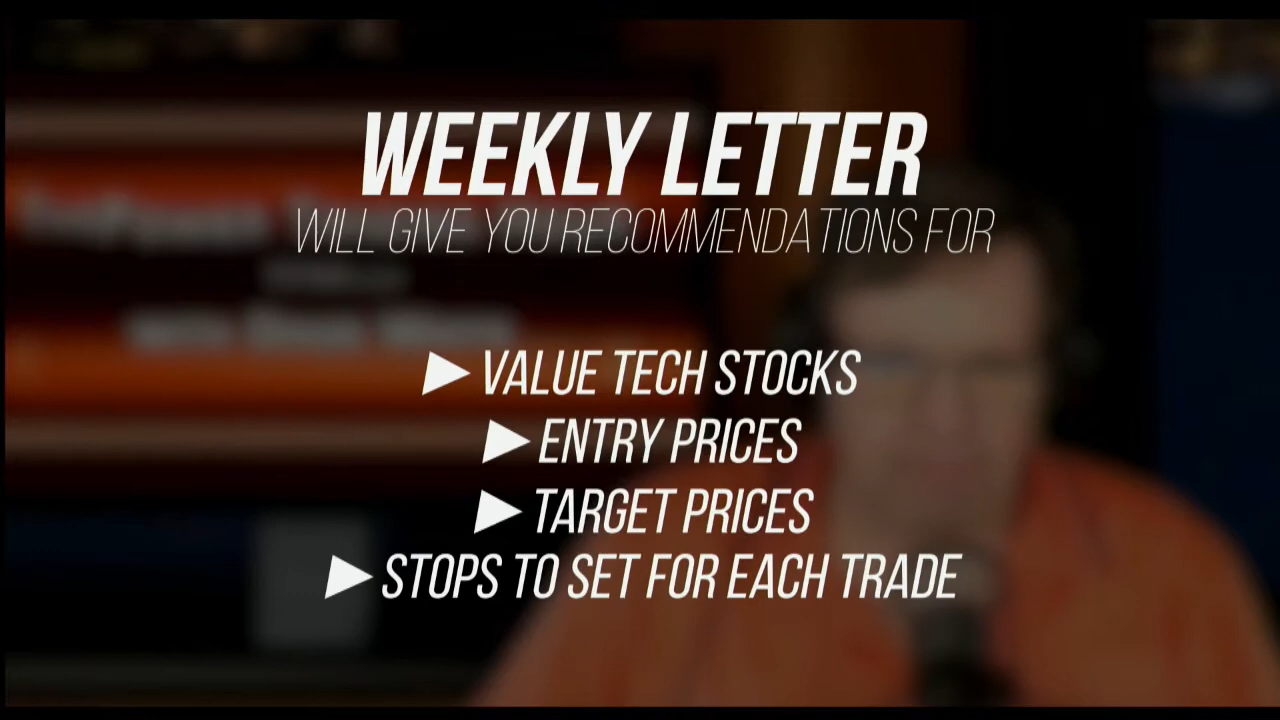 WEEKLY LETTER
WILL GIVE YOU RECOMMENDATIONS FOR
► VALUE TECH STOCKS
► ENTRY PRICES
► TARGET PRICES
► STOPS TO SET FOR EACH TRADE